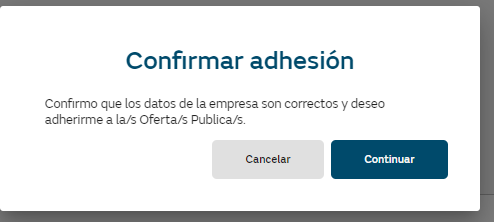 Confirmar adhesión
Confirmo que los datos de la empresa son correctos y deseo
adherirme a la/s Oferta/s Publica/s.
Cancelar
Continuar